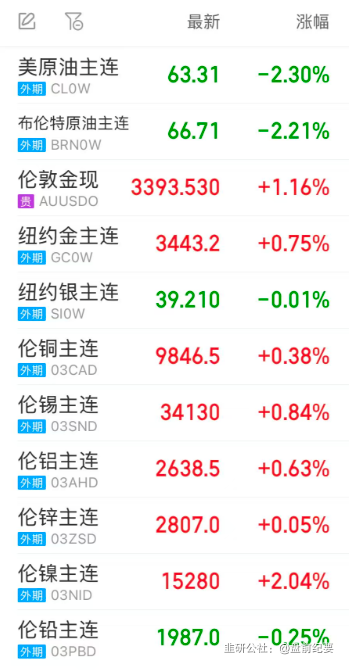 最新 涨幅
美原油主连 63.31 -2.30%
外期 CL0W
布伦特原油主连 66.71 -2.21%
外期 BRN0W
伦敦金现 3393.530 +1.16%
贵 AUUSDO
纽约金主连 3443.2 +0.75%
外期 GC0W
纽约银主连 39.210 -0.01%
外期 SI0W
伦铜主连 9846.5 +0.38%
外期 03CAD
伦锡主连 34130 +0.84%
外期 03SND
伦铝主连 2638.5 +0.63%
外期 03AHD
伦锌主连 2807.0 +0.05%
外期 03ZSD
伦镍主连 15280 +2.04%
外期 03NID
伦铅主连 1987.0 -0.25%
外期 03PBD
韭研公社：@盘前纪要